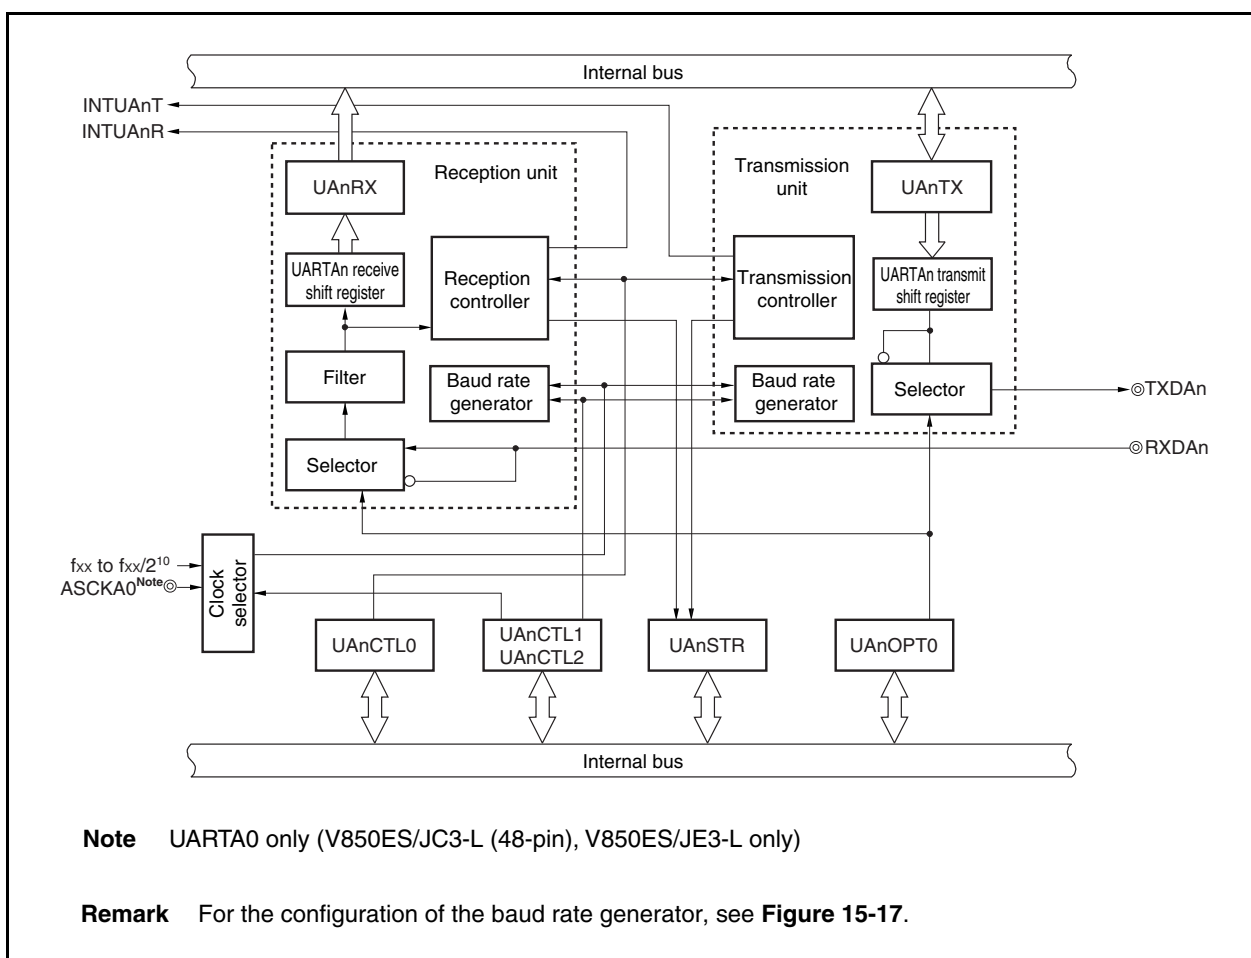 Internal bus
INTUAnT
INTUAnR
Reception unit
Transmission
unit
UAnRX
UAnTX
UARTAn receive
shift register
Reception
controller
Transmission
controller
UARTAn transmit
shift register
Filter
Baud rate
generator
Baud rate
generator
Selector
TXDAn
RXDAn
Selector
fxx to fxx/2¹⁰
ASCKA0Note
Clock
selector
UAnCTL0
UAnCTL1
UAnCTL2
UAnSTR
UAnOPT0
Internal bus
Note UARTA0 only (V850ES/JC3-L (48-pin), V850ES/JE3-L only)
Remark For the configuration of the baud rate generator, see Figure 15-17.